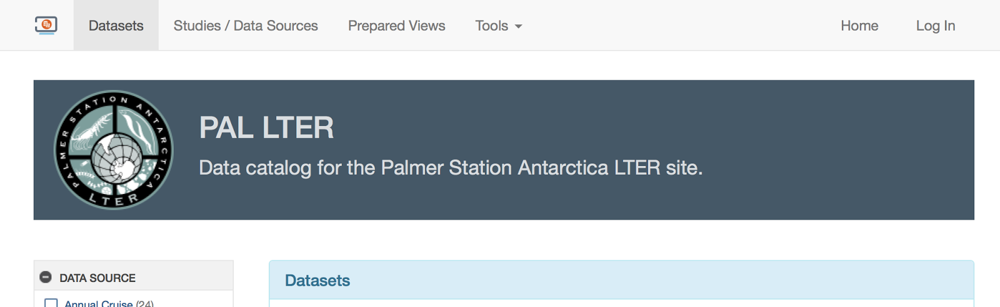 Datasets Studies / Data Sources Prepared Views Tools Home Log In
PALMER STATION ANTARCTICA
LTER
PAL LTER
Data catalog for the Palmer Station Antarctica LTER site.
DATA SOURCE
Annual Cruise (24)
Datasets